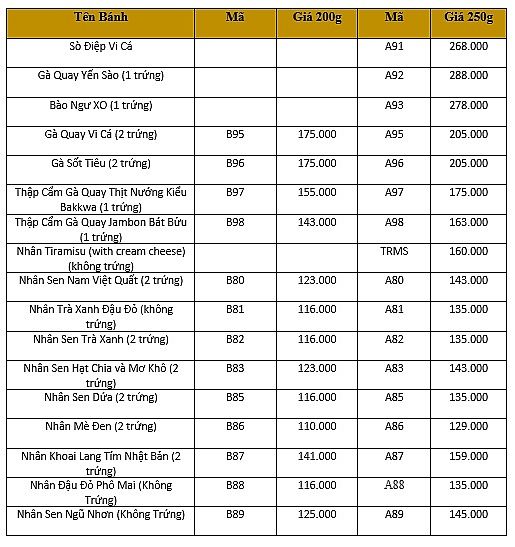 Tên Bánh Mã Giá 200g Mã Giá 250g
Sò Điệp Vi Cá A91 268.000
Gà Quay Yến Sào (1 trứng) A92 288.000
Bào Ngư XO (1 trứng) A93 278.000
Gà Quay Vi Cá (2 trứng) B95 175.000 A95 205.000
Gà Sốt Tiêu (2 trứng) B96 175.000 A96 205.000
Thập Cẩm Gà Quay Thịt Nướng Kiểu B97 155.000 A97 175.000
Bakkwa (1 trứng)
Thập Cẩm Gà Quay Jambon Bát Bửu B98 143.000 A98 163.000
(1 trứng)
Nhân Tiramisu (with cream cheese) TRMS 160.000
(không trứng)
Nhân Sen Nam Việt Quất (2 trứng) B80 123.000 A80 143.000
Nhân Trà Xanh Đậu Đỏ (không B81 116.000 A81 135.000
trứng)
Nhân Sen Trà Xanh (2 trứng) B82 116.000 A82 135.000
Nhân Sen Hạt Chia và Mơ Khô (2 B83 123.000 A83 143.000
trứng)
Nhân Sen Dứa (2 trứng) B85 116.000 A85 135.000
Nhân Mè Đen (2 trứng) B86 110.000 A86 129.000
Nhân Khoai Lang Tím Nhật Bản (2 B87 141.000 A87 159.000
trứng)
Nhân Đậu Đỏ Phô Mai (Không B88 116.000 A88 135.000
Trứng)
Nhân Sen Ngũ Nhơn (Không Trứng) B89 125.000 A89 145.000